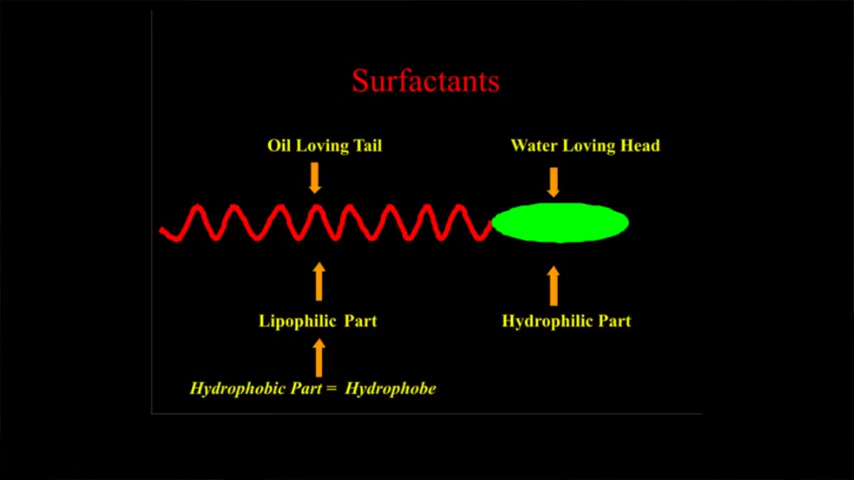 Surfactants
Oil Loving Tail
Water Loving Head
Lipophilic Part
Hydrophilic Part
Hydrophobic Part = Hydrophobe